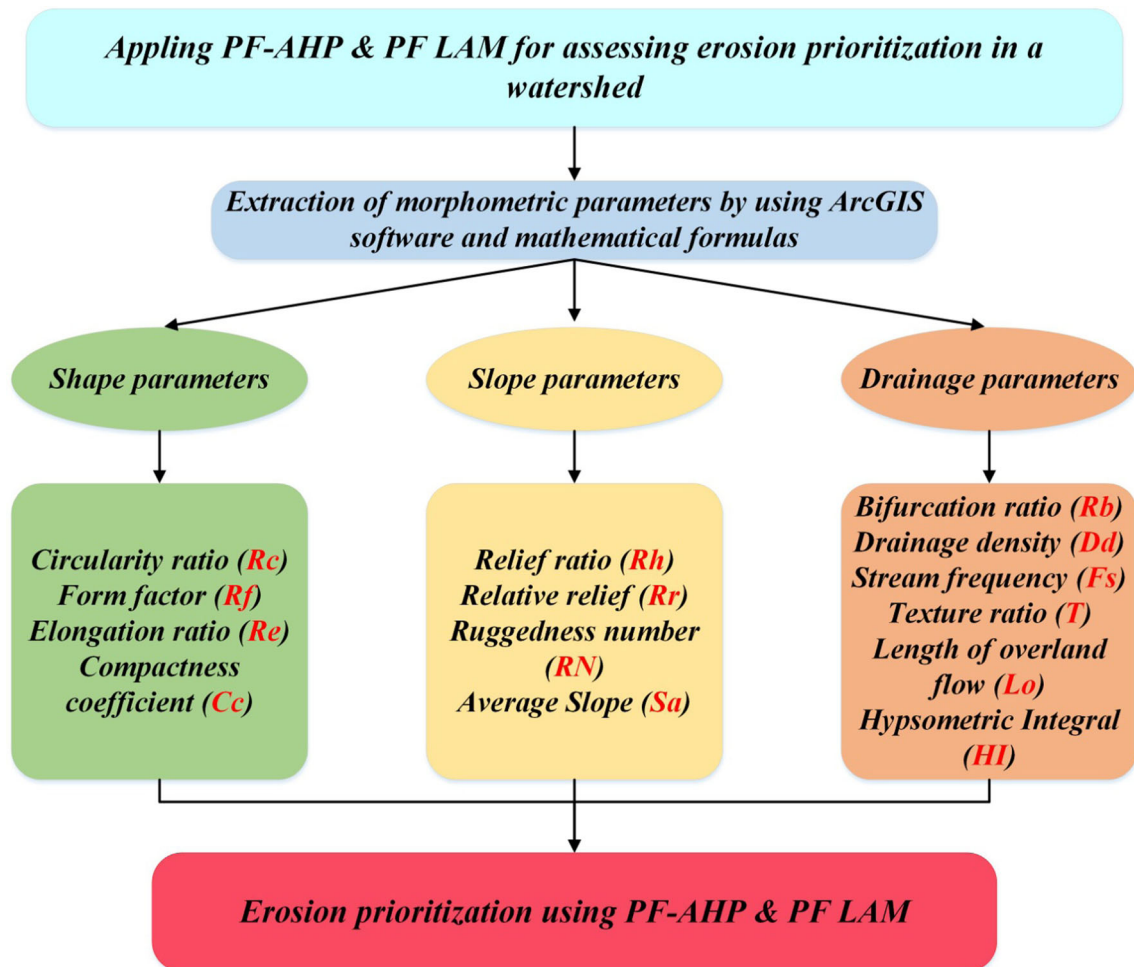 Appling PF-AHP & PF LAM for assessing erosion prioritization in a
watershed
Extraction of morphometric parameters by using ArcGIS
software and mathematical formulas
Shape parameters
Slope parameters
Drainage parameters
Circularity ratio (Rc)
Form factor (Rf)
Elongation ratio (Re)
Compactness
coefficient (Cc)
Relief ratio (Rh)
Relative relief (Rr)
Ruggedness number
(RN)
Average Slope (Sa)
Bifurcation ratio (Rb)
Drainage density (Dd)
Stream frequency (Fs)
Texture ratio (T)
Length of overland
flow (Lo)
Hypsometric Integral
(HI)
Erosion prioritization using PF-AHP & PF LAM